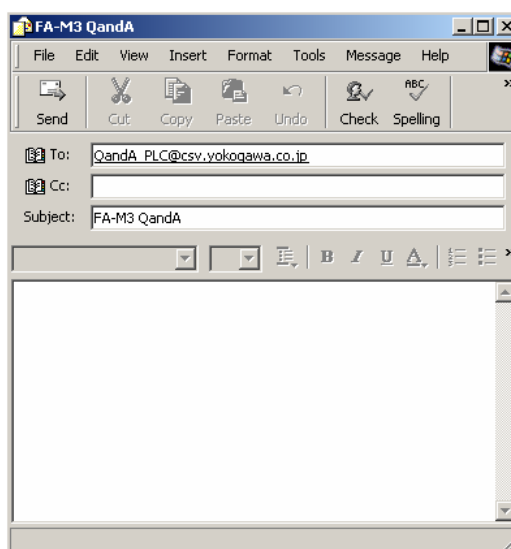 FA-M3 QandA
File Edit View Insert Format Tools Message Help
Send Cut Copy Paste Undo Check Spelling
ABC
To: QandA_PLC@csv.yokogawa.co.jp
Cc:
Subject: FA-M3 QandA
B I U A